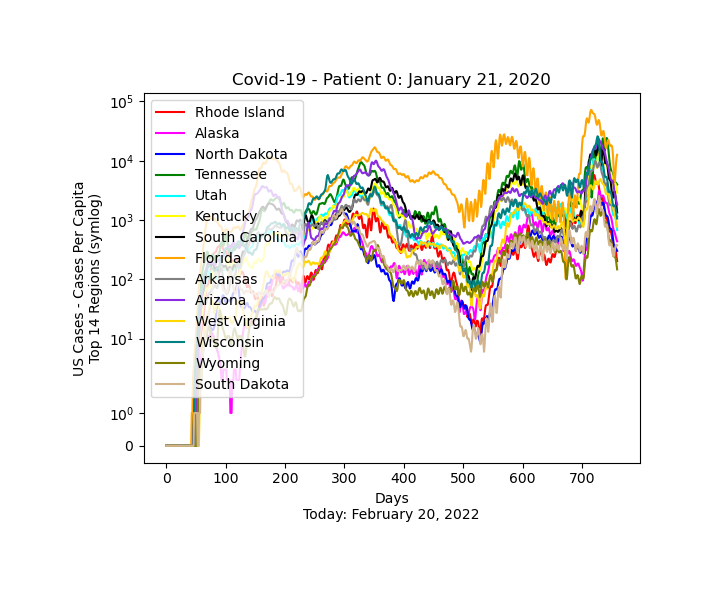 Covid-19 - Patient 0: January 21, 2020
US Cases - Cases Per Capita
Top 14 Regions (symlog)
10^5
10^4
10^3
10^2
10^1
10^0
0
Rhode Island
Alaska
North Dakota
Tennessee
Utah
Kentucky
South Carolina
Florida
Arkansas
Arizona
West Virginia
Wisconsin
Wyoming
South Dakota
0 100 200 300 400 500 600 700
Days
Today: February 20, 2022